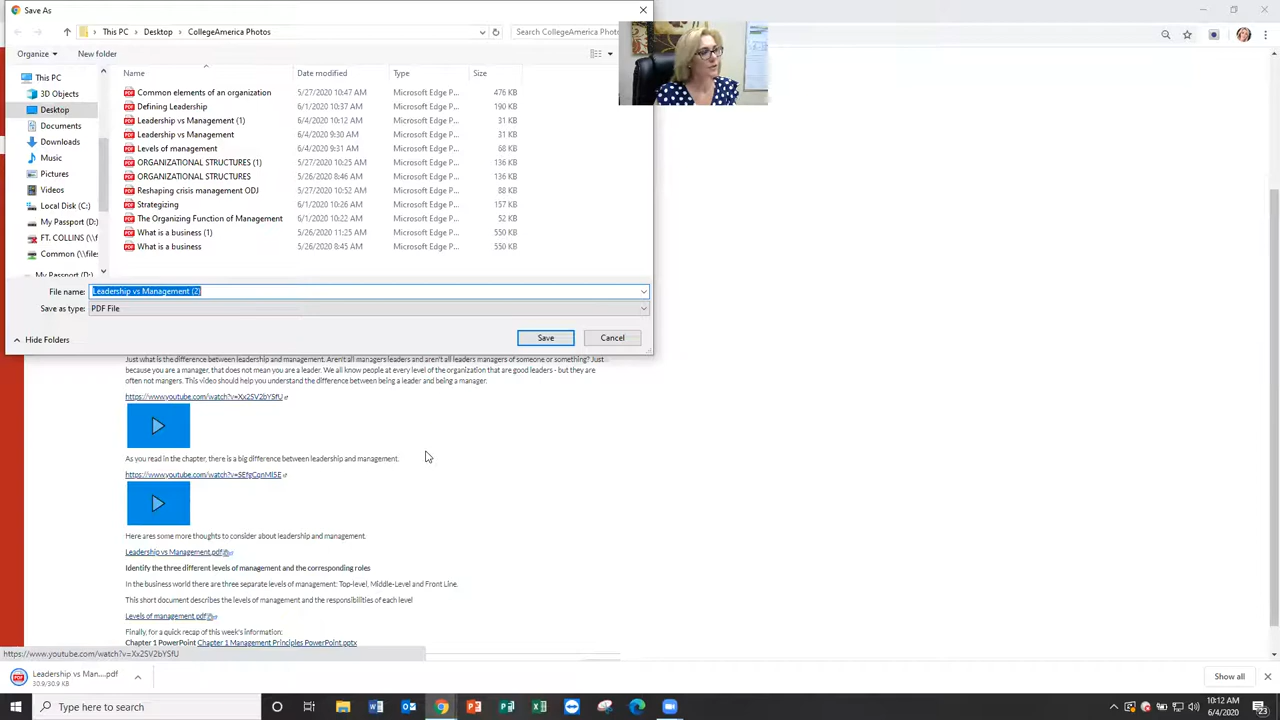 Save As
This PC > Desktop > CollegeAmerica Photos
Search CollegeAmerica Photo
Organize
New folder
Name Date modified Type Size
This PC
3D Objects
Desktop
Documents
Downloads
Music
Pictures
Videos
Local Disk (C:)
My Passport (D:)
FT. COLLINS (\\f
Common (\\files
My Passport (D:)
Common elements of an organization 5/27/2020 10:47 AM Microsoft Edge P... 476 KB
Defining Leadership 6/1/2020 10:37 AM Microsoft Edge P... 190 KB
Leadership vs Management (1) 6/4/2020 10:12 AM Microsoft Edge P... 31 KB
Leadership vs Management 6/4/2020 9:30 AM Microsoft Edge P... 31 KB
Levels of management 6/4/2020 9:31 AM Microsoft Edge P... 68 KB
ORGANIZATIONAL STRUCTURES (1) 5/27/2020 10:25 AM Microsoft Edge P... 136 KB
ORGANIZATIONAL STRUCTURES 5/26/2020 8:46 AM Microsoft Edge P... 136 KB
Reshaping crisis management ODJ 5/27/2020 10:52 AM Microsoft Edge P... 88 KB
Strategizing 6/1/2020 10:26 AM Microsoft Edge P... 157 KB
The Organizing Function of Management 6/1/2020 10:22 AM Microsoft Edge P... 52 KB
What is a business (1) 5/26/2020 11:25 AM Microsoft Edge P... 550 KB
What is a business 5/26/2020 8:45 AM Microsoft Edge P... 550 KB
File name: Leadership vs Management (2)
Save as type: PDF File
Hide Folders
Save
Cancel
Just what is the difference between leadership and management. Aren't all managers leaders and aren't all leaders managers of someone or something? Just
because you are a manager, that does not mean you are a leader. We all know people at every level of the organization that are good leaders - but they are
often not mangers. This video should help you understand the difference between being a leader and being a manager.
https://www.youtube.com/watch?v=Xx2SV2bYSfU
As you read in the chapter, there is a big difference between leadership and management.
https://www.youtube.com/watch?v=SEfgCqnMl5E
Here ares some more thoughts to consider about leadership and management.
Leadership vs Management.pdf
Identify the three different levels of management and the corresponding roles
In the business world there are three separate levels of management: Top-level, Middle-Level and Front Line.
This short document describes the levels of management and the responsibilities of each level
Levels of management.pdf
Finally, for a quick recap of this week's information:
Chapter 1 PowerPoint Chapter 1 Management Principles PowerPoint.pptx
https://www.youtube.com/watch?v=Xx2SV2bYSfU
Leadership vs Man....pdf
30.9/30.9 KB
Show all
Type here to search
10:12 AM
6/4/2020